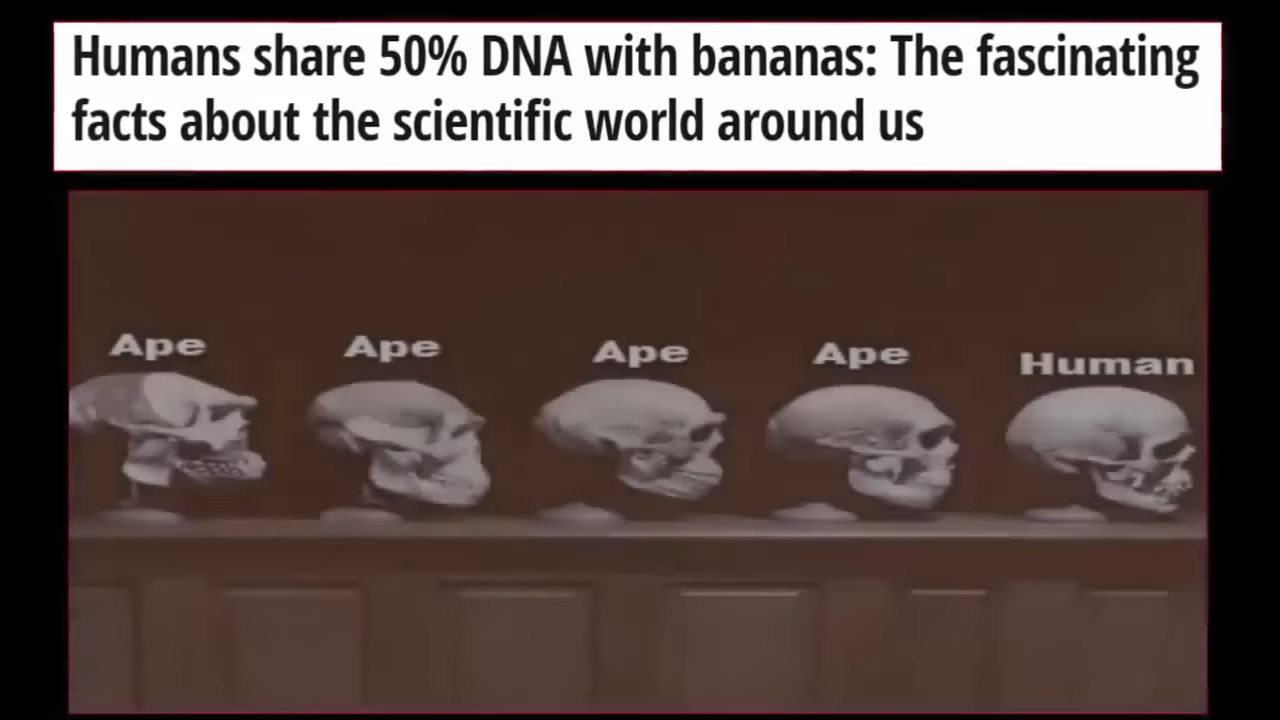 Humans share 50% DNA with bananas: The fascinating
facts about the scientific world around us
Ape Ape Ape Ape Human